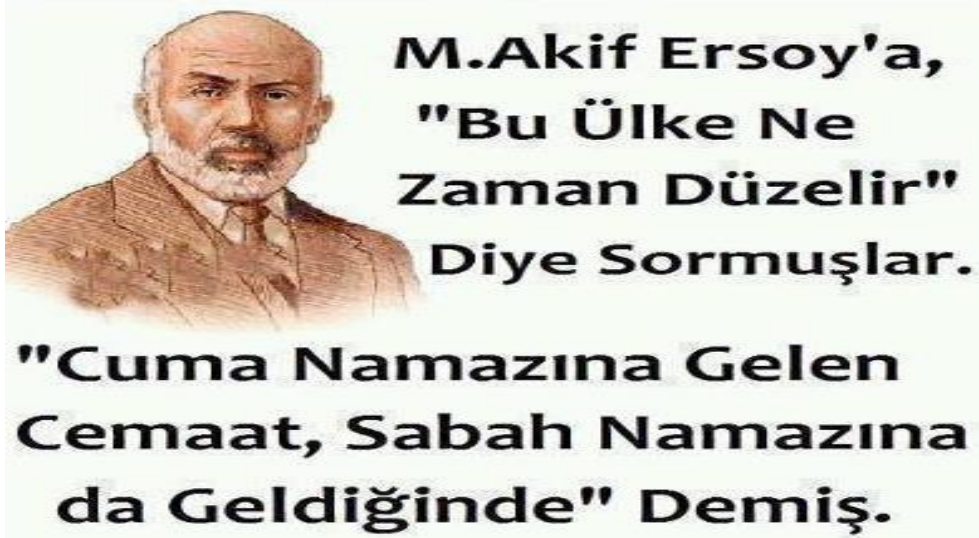 M.Akif Ersoy'a,
"Bu Ülke Ne
Zaman Düzelir"
Diye Sormuşlar.
"Cuma Namazına Gelen
Cemaat, Sabah Namazına
da Geldiğinde" Demiş.